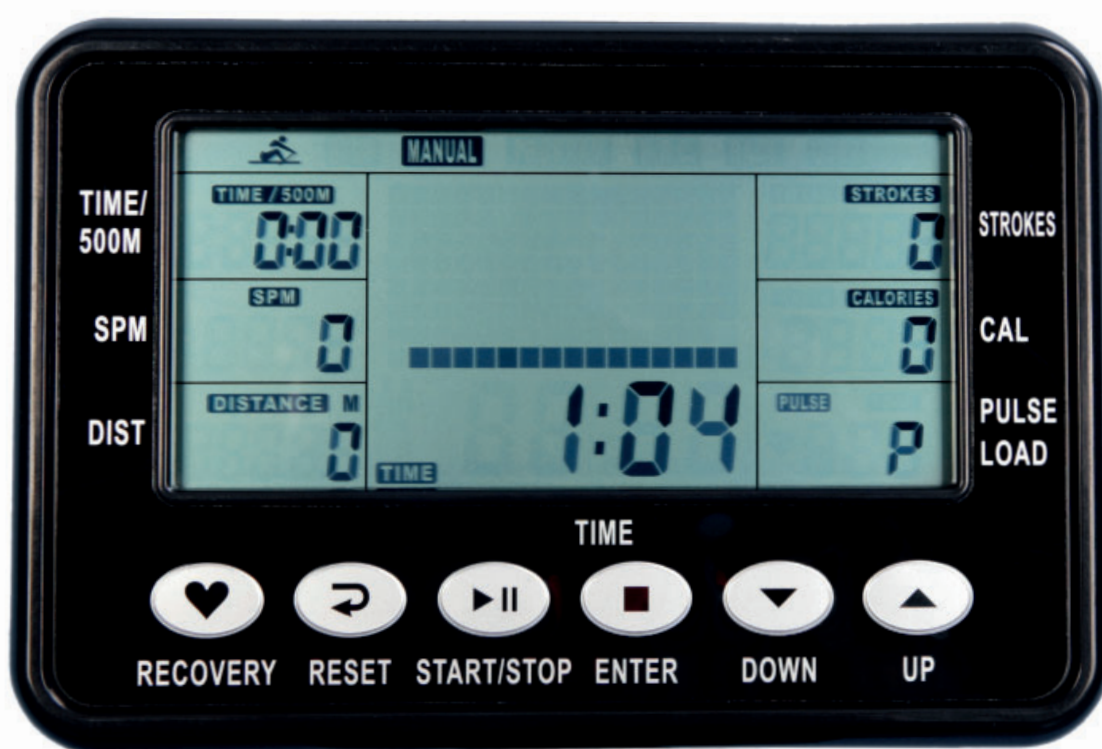 MANUAL
TIME/
500M
TIME/500M
0:00
STROKES
0
STROKES
SPM
SPM
0
CALORIES
0
CAL
DIST
DISTANCE M
0
TIME
1:04
PULSE
P
PULSE
LOAD
TIME
RECOVERY
RESET
START/STOP
ENTER
DOWN
UP